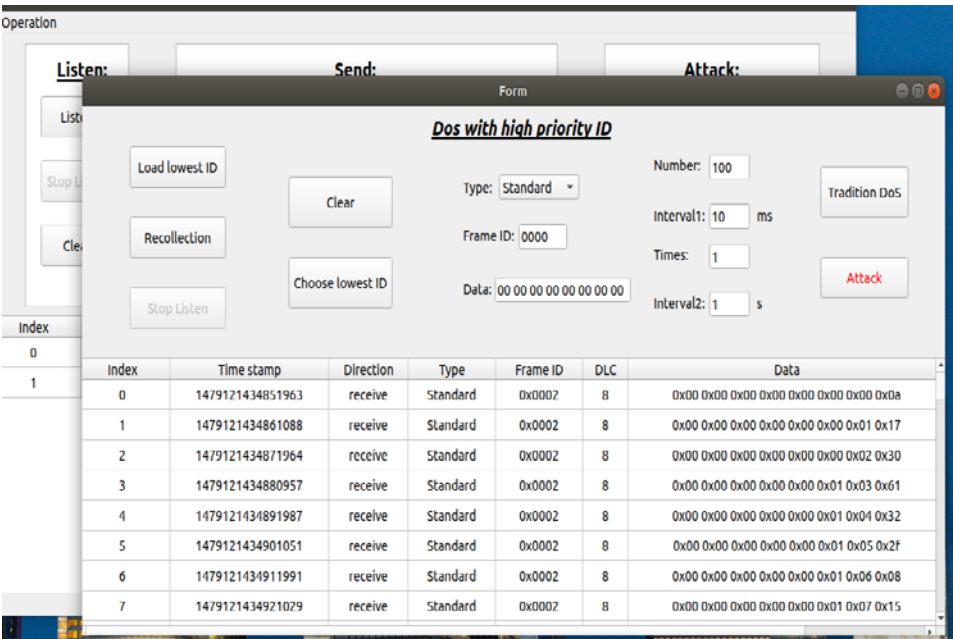 Operation
Listen: Send: Attack:
Form
Dos with high priority ID
Load lowest ID
Recollection
Stop Listen
Clear
Choose lowest ID
Type: Standard
Frame ID: 0000
Data: 00 00 00 00 00 00 00 00
Number: 100
Interval1: 10 ms
Times: 1
Interval2: 1 s
Tradition DoS
Attack
Index
0
1
Index Time stamp Direction Type Frame ID DLC Data
0 1479121434851963 receive Standard 0x0002 8 0x00 0x00 0x00 0x00 0x00 0x00 0x00 0x0a
1 1479121434861088 receive Standard 0x0002 8 0x00 0x00 0x00 0x00 0x00 0x00 0x01 0x17
2 1479121434871964 receive Standard 0x0002 8 0x00 0x00 0x00 0x00 0x00 0x00 0x02 0x30
3 1479121434880957 receive Standard 0x0002 8 0x00 0x00 0x00 0x00 0x00 0x01 0x03 0x61
4 1479121434891987 receive Standard 0x0002 8 0x00 0x00 0x00 0x00 0x00 0x01 0x04 0x32
5 1479121434901051 receive Standard 0x0002 8 0x00 0x00 0x00 0x00 0x00 0x01 0x05 0x2f
6 1479121434911991 receive Standard 0x0002 8 0x00 0x00 0x00 0x00 0x00 0x01 0x06 0x08
7 1479121434921029 receive Standard 0x0002 8 0x00 0x00 0x00 0x00 0x00 0x01 0x07 0x15